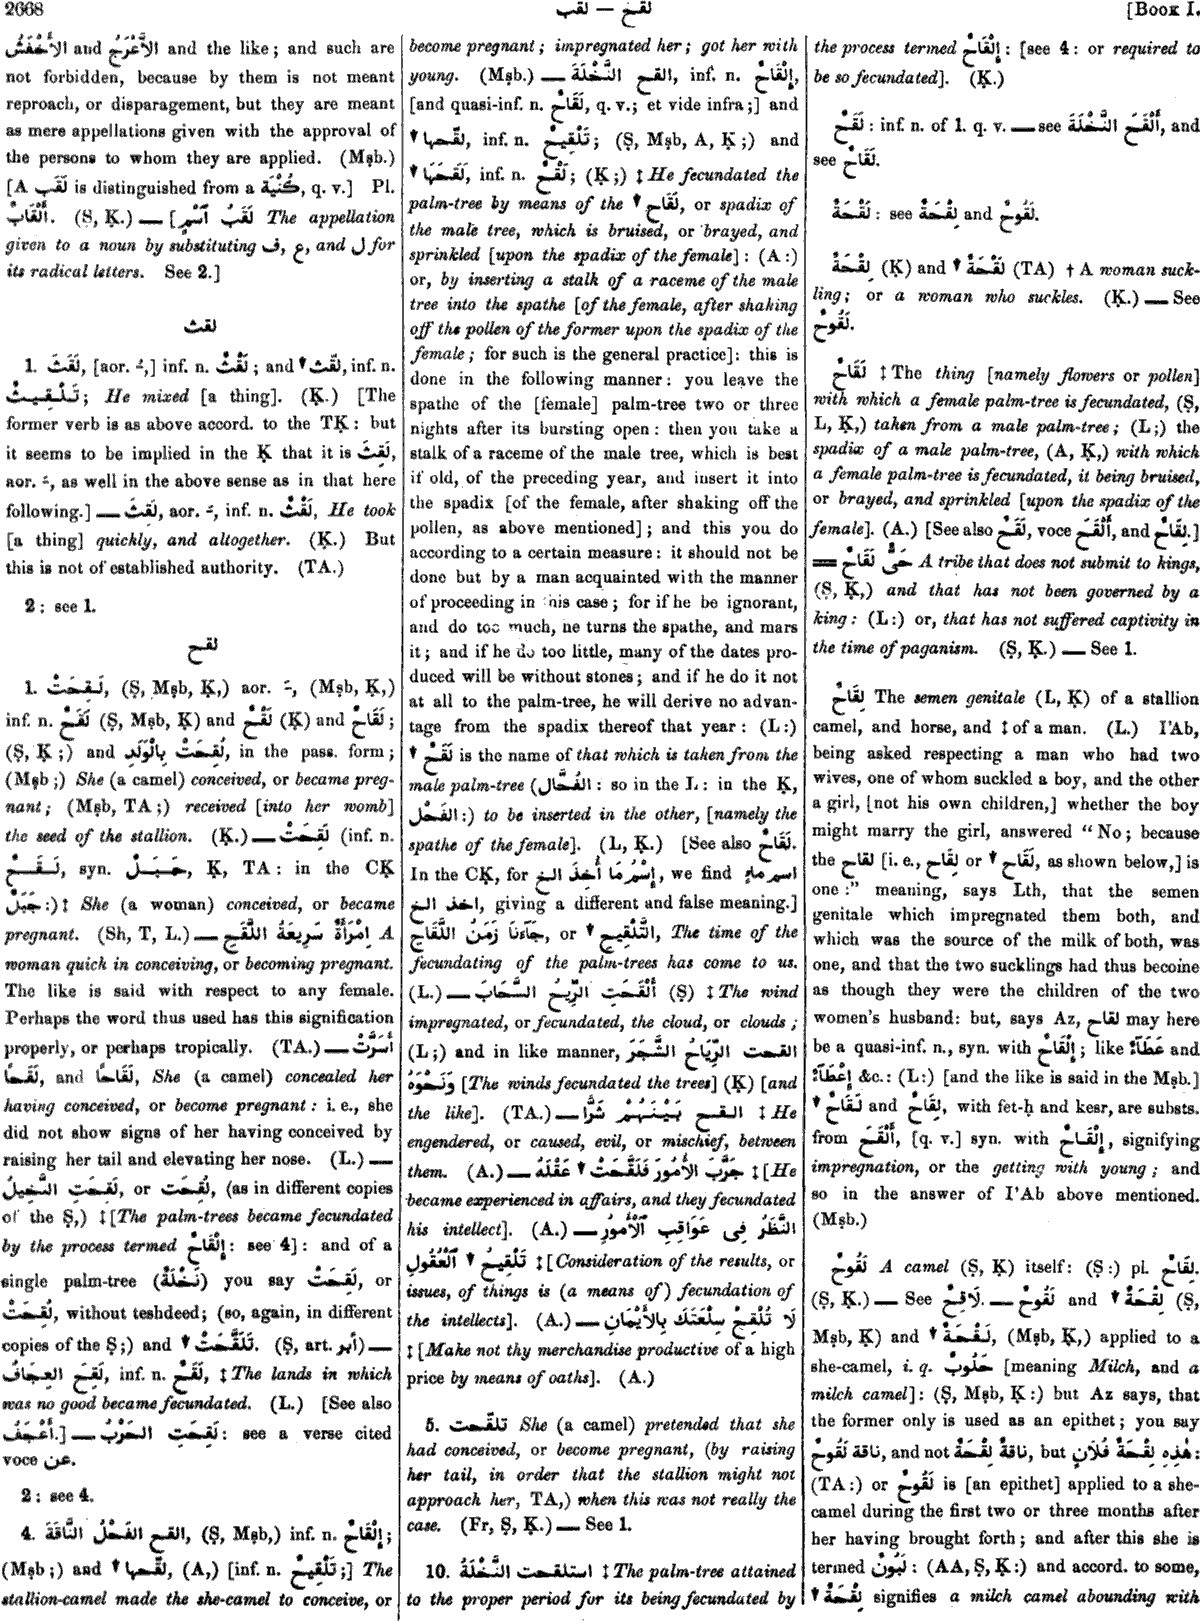 2668
لقب — لقح
[BOOK I.
الأَخْفَشُ and الأَعْرَجُ and the like; and such are
not forbidden, because by them is not meant
reproach, or disparagement, but they are meant
as mere appellations given with the approval of
the persons to whom they are applied. (Mṣb.)
[A لَقَب is distinguished from a كُنْيَة, q. v.] Pl.
أَلْقَابٌ. (Ṣ, Ḳ.) — [لَقَبُ ٱسْمٍ The appellation
given to a noun by substituting ف, ع, and ل for
its radical letters. See 2.]
لقث
1. لَقَثَ, [aor. ـُ,] inf. n. لَقْثٌ; and ▾ لقّث, inf. n.
تَلْقِيثٌ; He mixed [a thing]. (Ḳ.) [The
former verb is as above accord. to the TḲ: but
it seems to be implied in the Ḳ that it is لَقِثَ,
aor. ـَ, as well in the above sense as in that here
following.] — لَقِثَ, aor. ـَ, inf. n. لَقْثٌ, He took
[a thing] quickly, and altogether. (Ḳ.) But
this is not of established authority. (TA.)
2: see 1.
لقح
1. لَقِحَتْ, (Ṣ, Mṣb, Ḳ,) aor. ـَ, (Mṣb, Ḳ,)
inf. n. لَقَحٌ (Ṣ, Mṣb, Ḳ) and لَقْحٌ (Ḳ) and لَقَاحٌ;
(Ṣ, Ḳ;) and لُقِحَتْ بِالْوَلَدِ, in the pass. form;
(Mṣb;) She (a camel) conceived, or became preg-
nant; (Mṣb, TA;) received [into her womb]
the seed of the stallion. (Ḳ.) — لَقِحَتْ (inf. n.
لَقَحٌ, syn. حَبَلٌ, Ḳ, TA: in the CḲ
جَبَلٌ:) ‡ She (a woman) conceived, or became
pregnant. (Sh, T, L.) — اِمْرَأَةٌ سَرِيعَةُ اللَّقَحِ A
woman quick in conceiving, or becoming pregnant.
The like is said with respect to any female.
Perhaps the word thus used has this signification
properly, or perhaps tropically. (TA.) — أَسَرَّتْ
لَقَحًا, and لَقَاحًا, She (a camel) concealed her
having conceived, or become pregnant: i. e., she
did not show signs of her having conceived by
raising her tail and elevating her nose. (L.) —
لَقِحَتِ النَّخِيلُ, or لُقِحَت, (as in different copies
of the Ṣ,) ‡ [The palm-trees became fecundated
by the process termed إِلْقَاحٌ: see 4]: and of a
single palm-tree (نَخْلَةٌ) you say لَقِحَتْ, or
لُقِحَتْ, without teshdeed; (so, again, in different
copies of the Ṣ;) and ▾ تَلَقَّحَتْ. (Ṣ, art. أبر) —
لَقِحَ العِجَافُ, inf. n. لَقَحٌ, ‡ The lands in which
was no good became fecundated. (L.) [See also
أَعْجَفُ.] — لَقِحَتِ الحَرْبُ: see a verse cited
voce عن.
2: see 4.
4. القح الفَحْلُ النَّاقَةَ, (Ṣ, Mṣb,) inf. n. إِلْقَاحٌ;
(Mṣb;) and ▾ لقّحها, (A,) [inf. n. تَلْقِيحٌ;] The
stallion-camel made the she-camel to conceive, or
become pregnant; impregnated her; got her with
young. (Mṣb.) — القح النَّخْلَةَ, inf. n. إِلْقَاحٌ,
[and quasi-inf. n. لَقَاحٌ, q. v.; et vide infra;] and
▾ لقّحها, inf. n. تَلْقِيحٌ; (Ṣ, Mṣb, A, Ḳ;) and
▾ لَقَحَهَا, inf. n. لَقْحٌ; (Ḳ;) ‡ He fecundated the
palm-tree by means of the ▾ لَقَاح, or spadix of
the male tree, which is bruised, or brayed, and
sprinkled [upon the spadix of the female]: (A:)
or, by inserting a stalk of a raceme of the male
tree into the spathe [of the female, after shaking
off the pollen of the former upon the spadix of the
female; for such is the general practice]: this is
done in the following manner: you leave the
spathe of the [female] palm-tree two or three
nights after its bursting open: then you take a
stalk of a raceme of the male tree, which is best
if old, of the preceding year, and insert it into
the spadix [of the female, after shaking off the
pollen, as above mentioned]; and this you do
according to a certain measure: it should not be
done but by a man acquainted with the manner
of proceeding in this case; for if he be ignorant,
and do too much, he turns the spathe, and mars
it; and if he do too little, many of the dates pro-
duced will be without stones; and if he do it not
at all to the palm-tree, he will derive no advan-
tage from the spadix thereof that year: (L:)
▾ لَقَحٌ is the name of that which is taken from the
male palm-tree (الفُحَّال: so in the L: in the Ḳ,
الفَحْل:) to be inserted in the other, [namely the
spathe of the female]. (L, Ḳ.) [See also لَقَاحٌ.
In the CḲ, for إِسْمُ مَا أُخِذَ الخ, we find اسم ماءٍ
اخذ الخ, giving a different and false meaning.]
جَآءَنَا زَمَنُ اللَّقَاحِ, or ▾ التَّلْقِيحِ, The time of the
fecundating of the palm-trees has come to us.
(L.) — أَلْقَحَتِ الرِّيحُ السَّحَابَ (Ṣ) ‡ The wind
impregnated, or fecundated, the cloud, or clouds;
(L;) and in like manner, القحت الرِّيَاحُ الشَّجَرَ
وَنَحْوَهُ [The winds fecundated the trees] (Ḳ) [and
the like]. (TA.) — القح بَيْنَهُمْ شَرًّا ‡ He
engendered, or caused, evil, or mischief, between
them. (A.) — جَرَّبَ الأُمُورَ فَلَقَّحَتْ ▾ عَقْلَهُ ‡ [He
became experienced in affairs, and they fecundated
his intellect]. (A.) — النَّظَرُ فِى عَوَاقِبِ ٱلْأُمُورِ
تَلْقِيحُ ▾ ٱلْعُقُولِ ‡ [Consideration of the results, or
issues, of things is (a means of) fecundation of
the intellects]. (A.) — لَا تُلْقِحْ سِلْعَتَكَ بِالأَيْمَانِ
‡ [Make not thy merchandise productive of a high
price by means of oaths]. (A.)
5. تلقّحت She (a camel) pretended that she
had conceived, or become pregnant, (by raising
her tail, in order that the stallion might not
approach her, TA,) when this was not really the
case. (Fr, Ṣ, Ḳ.) — See 1.
10. استلقحت النَّخْلَةُ ‡ The palm-tree attained
to the proper period for its being fecundated by
the process termed إِلْقَاحٌ: [see 4: or required to
be so fecundated]. (Ḳ.)
لَقَحٌ: inf. n. of 1. q. v. — see أَلْقَحَ النَّخْلَةَ, and
see لَقَاحٌ.
لَقْحَةٌ: see لِقْحَةٌ and لَقُوحٌ.
لِقْحَةٌ (Ḳ) and ▾ لَقْحَةٌ (TA) † A woman suck-
ling; or a woman who suckles. (Ḳ.) — See
لَقُوحٌ.
لَقَاحٌ ‡ The thing [namely flowers or pollen]
with which a female palm-tree is fecundated, (Ṣ,
L, Ḳ,) taken from a male palm-tree; (L;) the
spadix of a male palm-tree, (A, Ḳ,) with which
a female palm-tree is fecundated, it being bruised,
or brayed, and sprinkled [upon the spadix of the
female]. (A.) [See also لَقَحٌ, voce أَلْقَحَ, and لِقَاحٌ.]
═ حَىٌّ لَقَاحٌ A tribe that does not submit to kings,
(Ṣ, Ḳ,) and that has not been governed by a
king: (L:) or, that has not suffered captivity in
the time of paganism. (Ṣ, Ḳ.) — See 1.
لِقَاحٌ The semen genitale (L, Ḳ) of a stallion
camel, and horse, and ‡ of a man. (L.) I'Ab,
being asked respecting a man who had two
wives, one of whom suckled a boy, and the other
a girl, [not his own children,] whether the boy
might marry the girl, answered "No; because
the لقاح [i. e., لِقَاح or ▾ لَقَاح, as shown below,] is
one:" meaning, says Lth, that the semen
genitale which impregnated them both, and
which was the source of the milk of both, was
one, and that the two sucklings had thus become
as though they were the children of the two
women's husband: but, says Az, لقاح may here
be a quasi-inf. n., syn. with إِلْقَاحٌ; like عَطَآءٌ and
إِعْطَآءٌ &c.: (L:) [and the like is said in the Mṣb.]
▾ لَقَاحٌ and لِقَاحٌ, with fet-ḥ and kesr, are substs.
from أَلْقَحَ, [q. v.] syn. with إِلْقَاحٌ, signifying
impregnation, or the getting with young; and
so in the answer of I'Ab above mentioned.
(Mṣb.)
لَقُوحٌ A camel (Ṣ, Ḳ) itself: (Ṣ:) pl. لِقَاحٌ.
(Ṣ, Ḳ.) — See لَاقِحٌ. — لَقُوحٌ and ▾ لِقْحَةٌ (Ṣ,
Mṣb, Ḳ) and ▾ لَقْحَةٌ, (Mṣb, Ḳ,) applied to a
she-camel, i. q. حَلُوبٌ [meaning Milch, and a
milch camel]: (Ṣ, Mṣb, Ḳ:) but Az says, that
the former only is used as an epithet; you say
ناقة لَقُوحٌ, and not ناقةٌ لِقْحَةٌ, but هٰذِهِ لِقْحَةُ فُلَانٍ:
(TA:) or لَقُوحٌ is [an epithet] applied to a she-
camel during the first two or three months after
her having brought forth; and after this she is
termed لَبُونٌ: (AA, Ṣ, Ḳ:) and accord. to some,
▾ لِقْحَةٌ signifies a milch camel abounding with